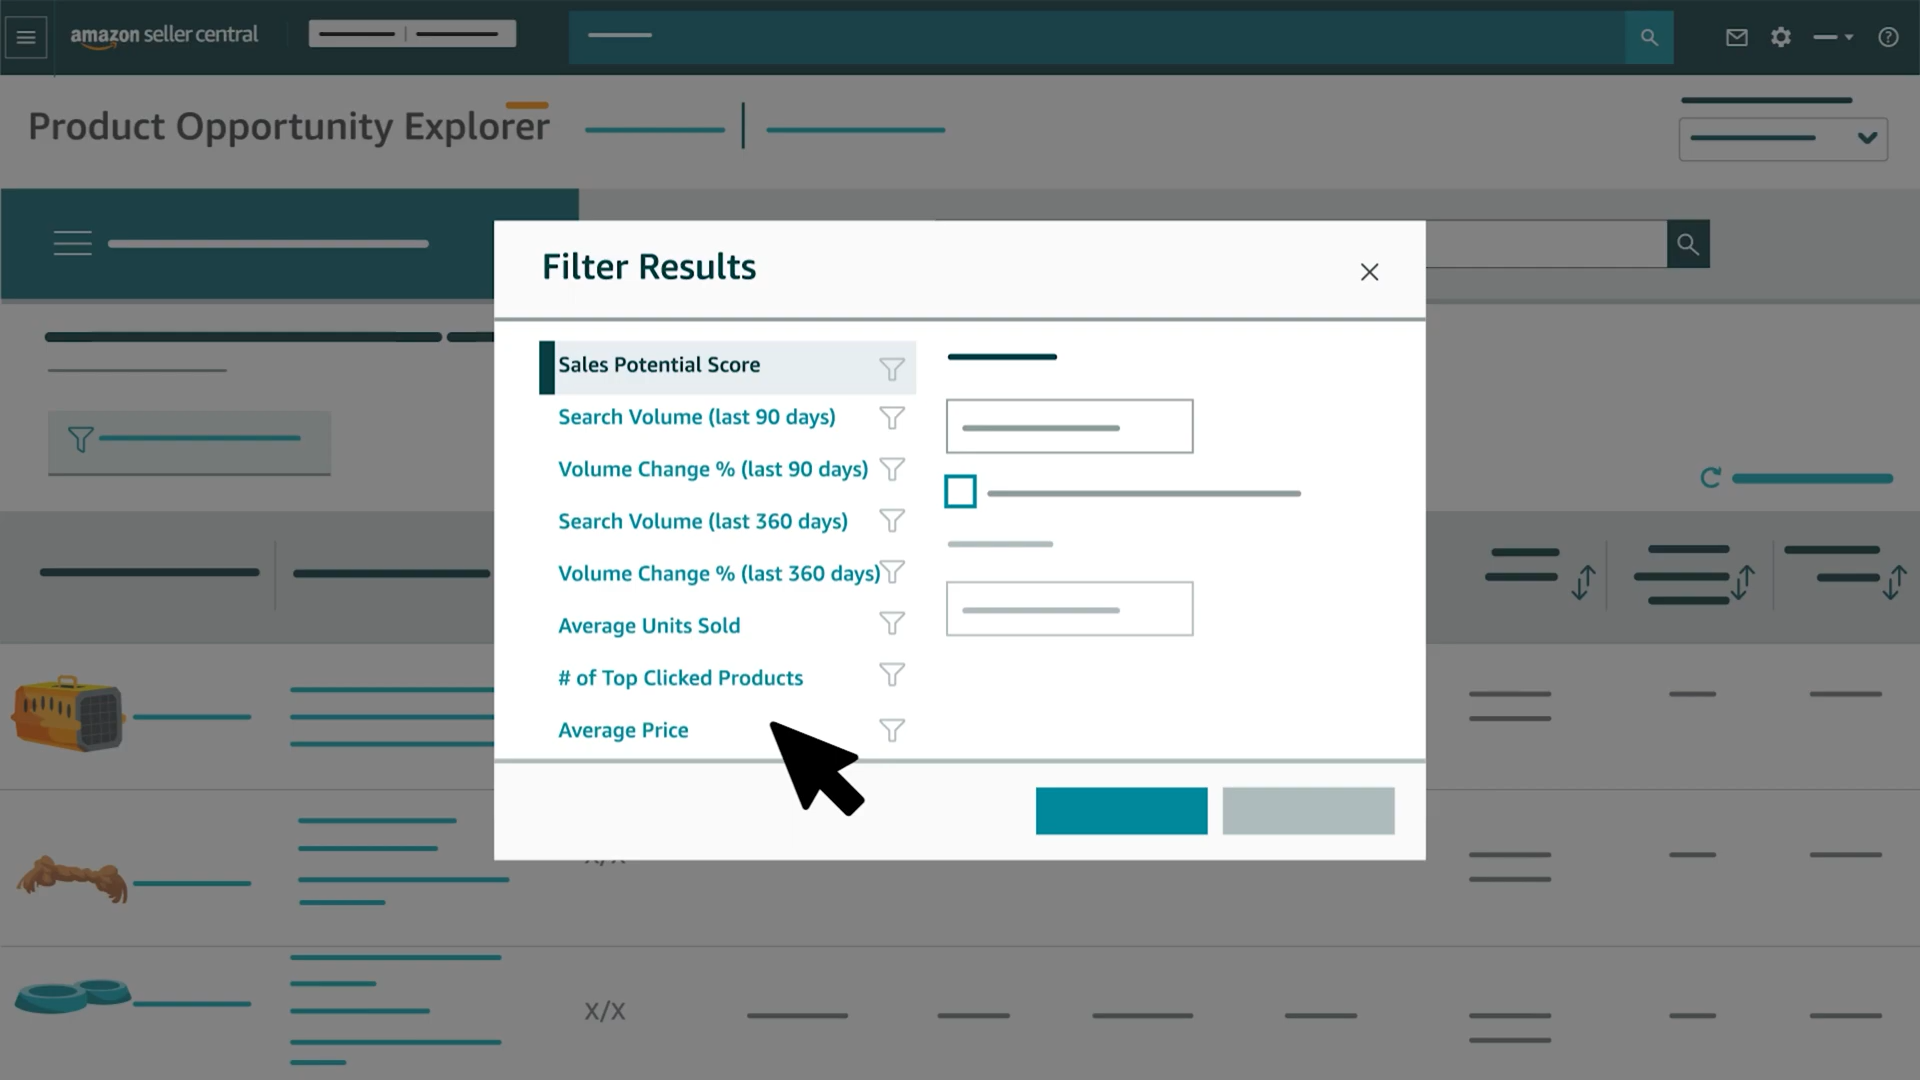 amazon seller central
Product Opportunity Explorer
Filter Results
Sales Potential Score
Search Volume (last 90 days)
Volume Change % (last 90 days)
Search Volume (last 360 days)
Volume Change % (last 360 days)
Average Units Sold
# of Top Clicked Products
Average Price
X/X